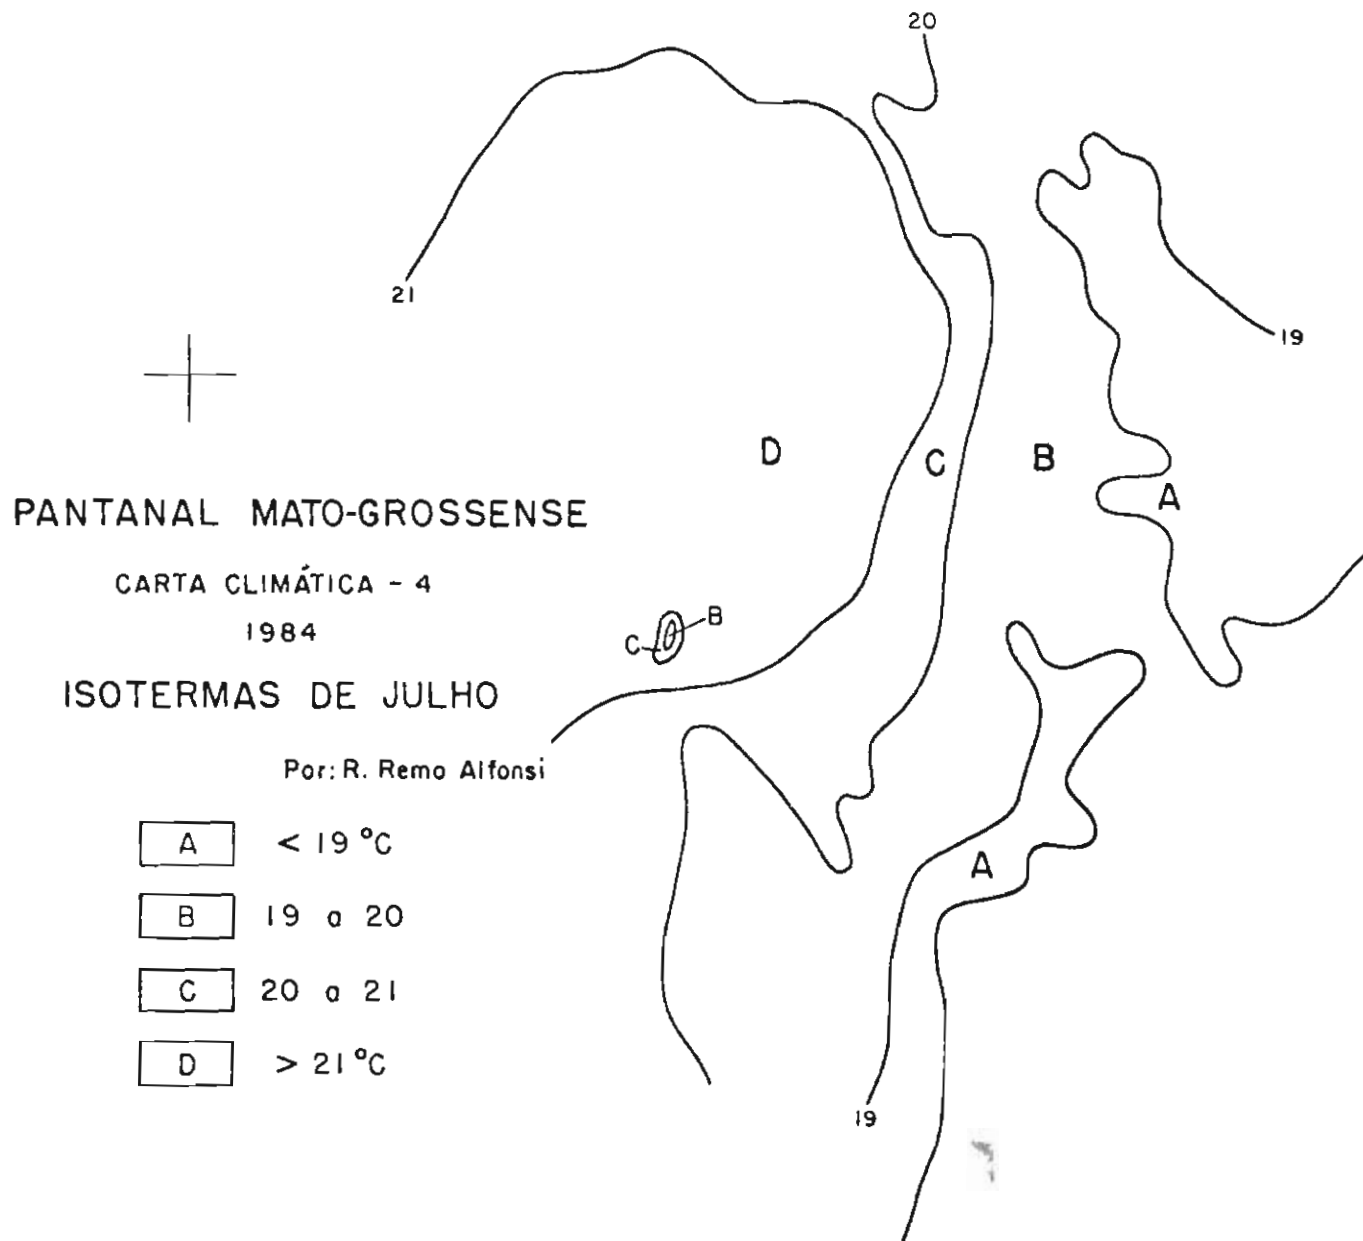 20
21
19
D
C
B
A
PANTANAL MATO-GROSSENSE
CARTA CLIMÁTICA - 4
1984
B
C
ISOTERMAS DE JULHO
Por: R. Remo Alfonsi
A < 19 °C
B 19 a 20
C 20 a 21
D > 21 °C
A
19